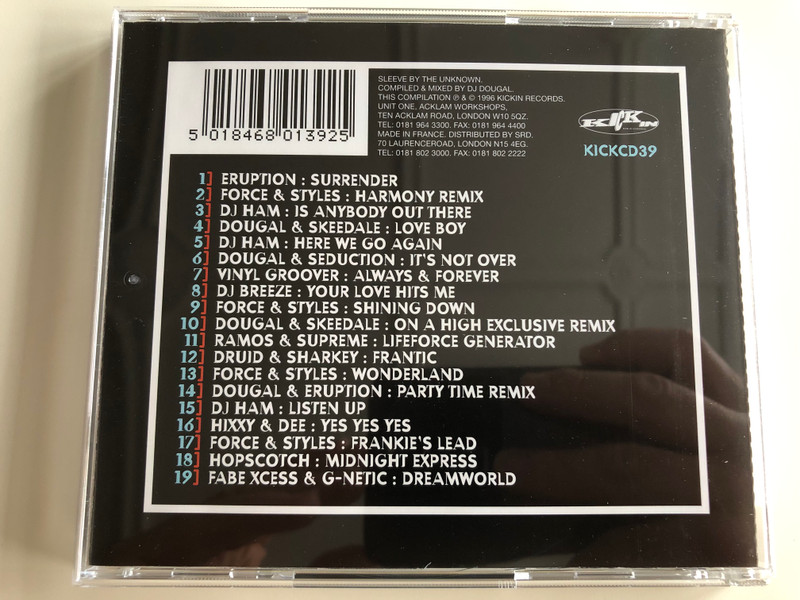 SLEEVE BY THE UNKNOWN.
COMPILED & MIXED BY DJ DOUGAL.
THIS COMPILATION ℗ & © 1996 KICKIN RECORDS.
UNIT ONE, ACKLAM WORKSHOPS,
TEN ACKLAM ROAD, LONDON W10 5QZ.
TEL: 0181 964 3300. FAX: 0181 964 4400
MADE IN FRANCE. DISTRIBUTED BY SRD.
70 LAURENCEROAD, LONDON N15 4EG.
TEL: 0181 802 3000. FAX: 0181 802 2222
5 018468 013925
KICKIN
KICKCD39
1] ERUPTION : SURRENDER
2] FORCE & STYLES : HARMONY REMIX
3] DJ HAM : IS ANYBODY OUT THERE
4] DOUGAL & SKEEDALE : LOVE BOY
5] DJ HAM : HERE WE GO AGAIN
6] DOUGAL & SEDUCTION : IT'S NOT OVER
7] VINYL GROOVER : ALWAYS & FOREVER
8] DJ BREEZE : YOUR LOVE HITS ME
9] FORCE & STYLES : SHINING DOWN
10] DOUGAL & SKEEDALE : ON A HIGH EXCLUSIVE REMIX
11] RAMOS & SUPREME : LIFEFORCE GENERATOR
12] DRUID & SHARKEY : FRANTIC
13] FORCE & STYLES : WONDERLAND
14] DOUGAL & ERUPTION : PARTY TIME REMIX
15] DJ HAM : LISTEN UP
16] HIXXY & DEE : YES YES YES
17] FORCE & STYLES : FRANKIE'S LEAD
18] HOPSCOTCH : MIDNIGHT EXPRESS
19] FABE XCESS & G-NETIC : DREAMWORLD